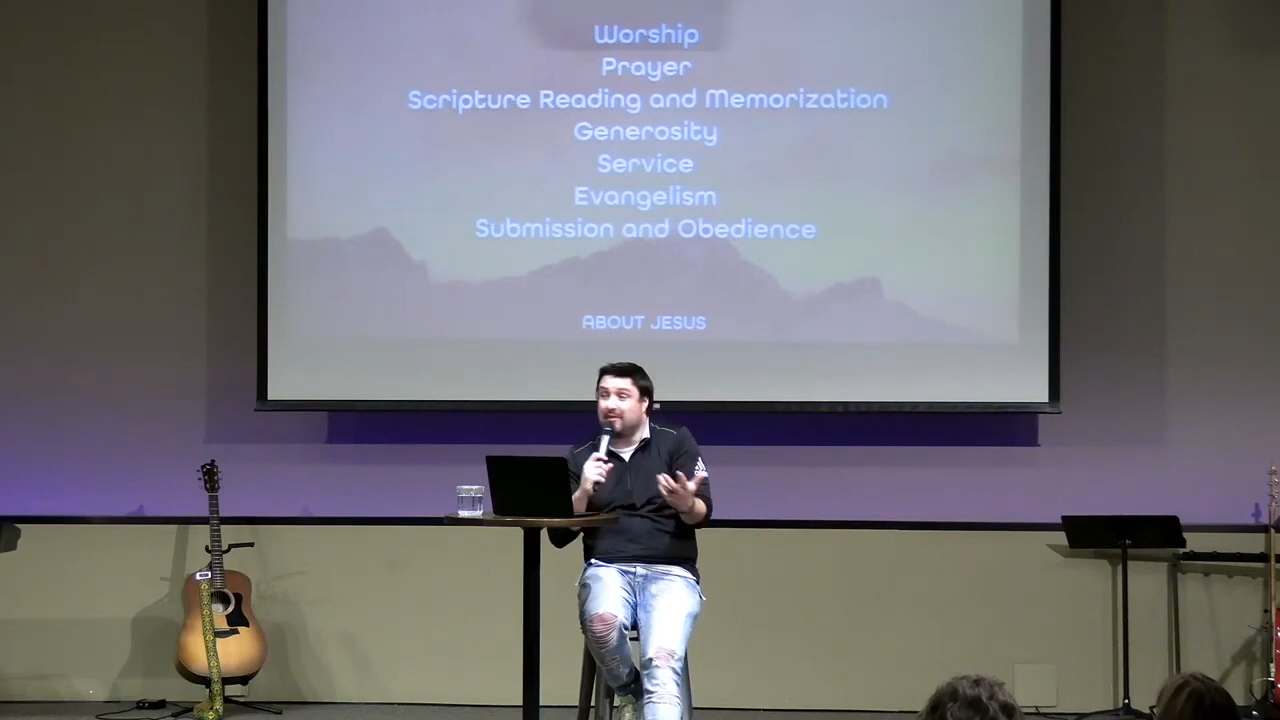 Worship
Prayer
Scripture Reading and Memorization
Generosity
Service
Evangelism
Submission and Obedience
ABOUT JESUS